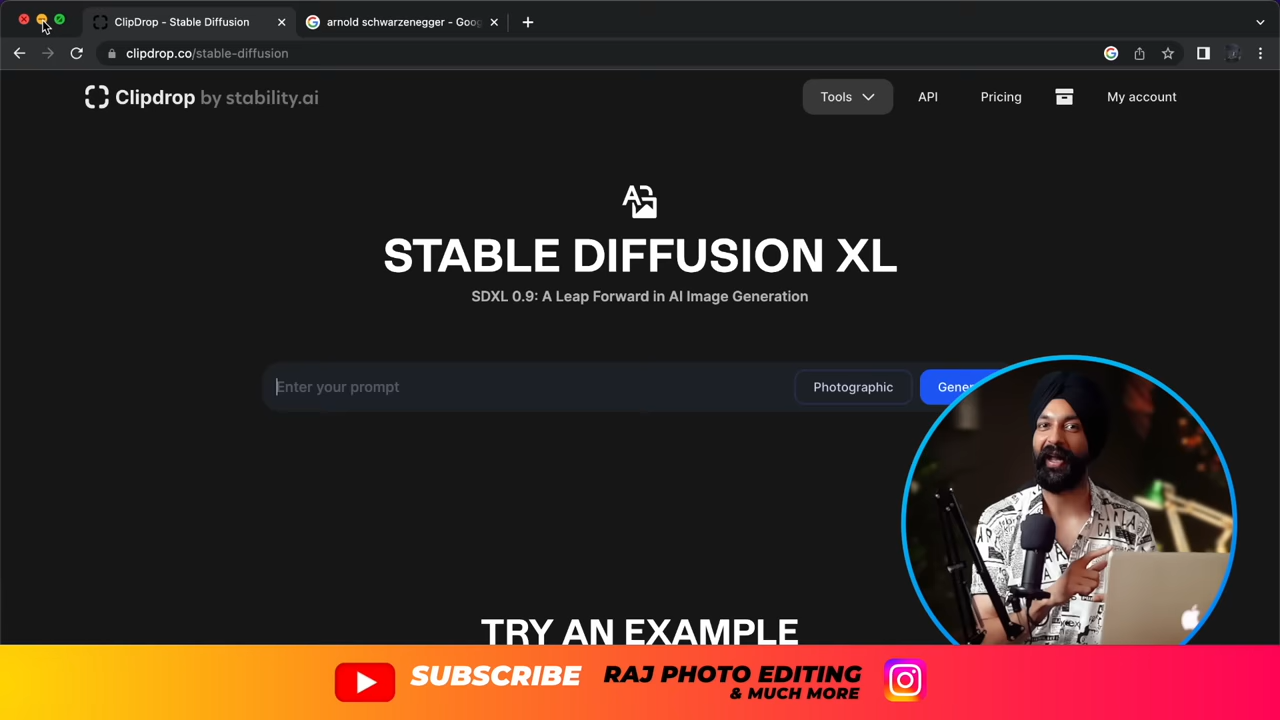 ClipDrop - Stable Diffusion
arnold schwarzenegger - Goo
clipdrop.co/stable-diffusion
Clipdrop by stability.ai
Tools
API
Pricing
My account
STABLE DIFFUSION XL
SDXL 0.9: A Leap Forward in AI Image Generation
Enter your prompt
Photographic
Gener
TRY AN EXAMPLE
SUBSCRIBE
RAJ PHOTO EDITING
& MUCH MORE